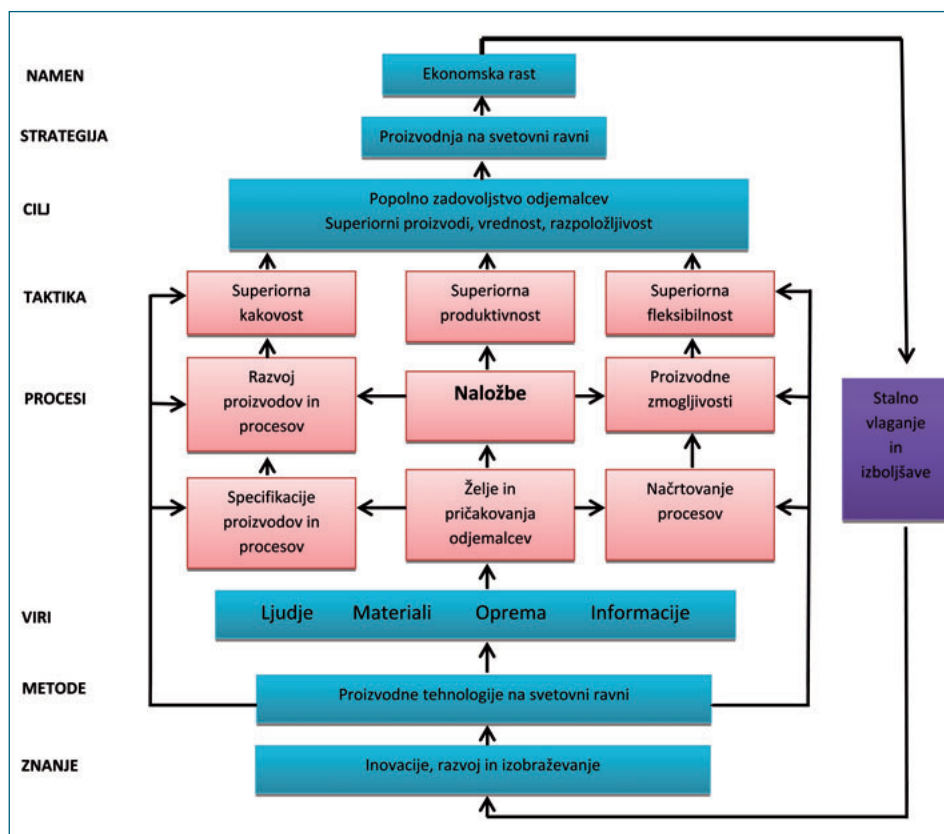 NAMEN
Ekonomska rast
STRATEGIJA
Proizvodnja na svetovni ravni
CILJ
Popolno zadovoljstvo odjemalcev
Superiorni proizvodi, vrednost, razpoložljivost
TAKTIKA
Superiorna
kakovost
Superiorna
produktivnost
Superiorna
fleksibilnost
PROCESI
Razvoj
proizvodov in
procesov
Naložbe
Proizvodne
zmogljivosti
Stalno
vlaganje
in
izboljšave
Specifikacije
proizvodov in
procesov
Želje in
pričakovanja
odjemalcev
Načrtovanje
procesov
VIRI
Ljudje Materiali Oprema Informacije
METODE
Proizvodne tehnologije na svetovni ravni
ZNANJE
Inovacije, razvoj in izobraževanje